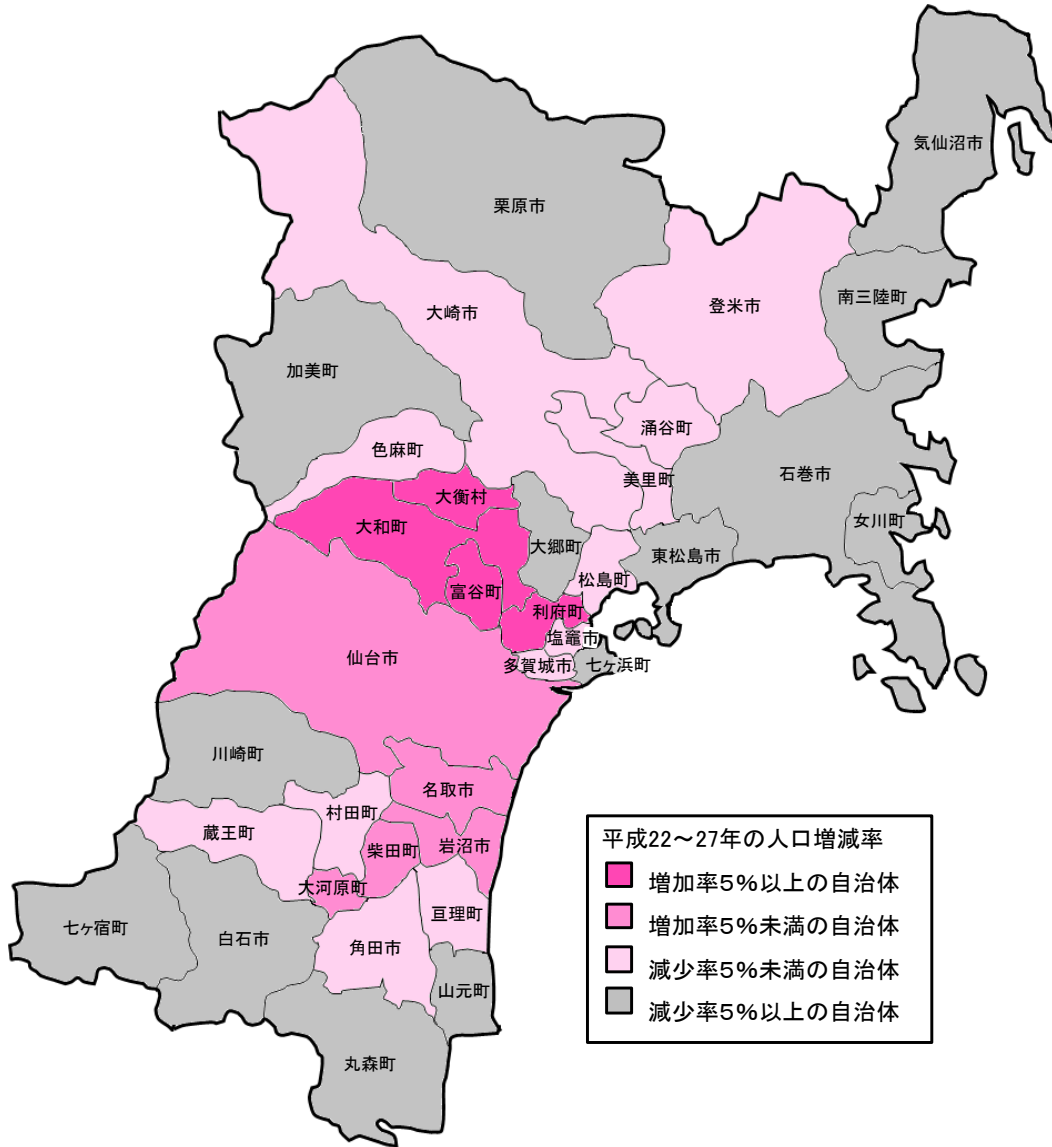 気仙沼市
栗原市
南三陸町
登米市
大崎市
加美町
涌谷町
色麻町
石巻市
美里町
大衡村
女川町
大和町
大郷町
東松島市
松島町
富谷町
利府町
塩竈市
仙台市
多賀城市
七ヶ浜町
川崎町
名取市
村田町
蔵王町
柴田町
岩沼市
大河原町
亘理町
七ヶ宿町
白石市
角田市
山元町
丸森町
平成22～27年の人口増減率
増加率5%以上の自治体
増加率5%未満の自治体
減少率5%未満の自治体
減少率5%以上の自治体